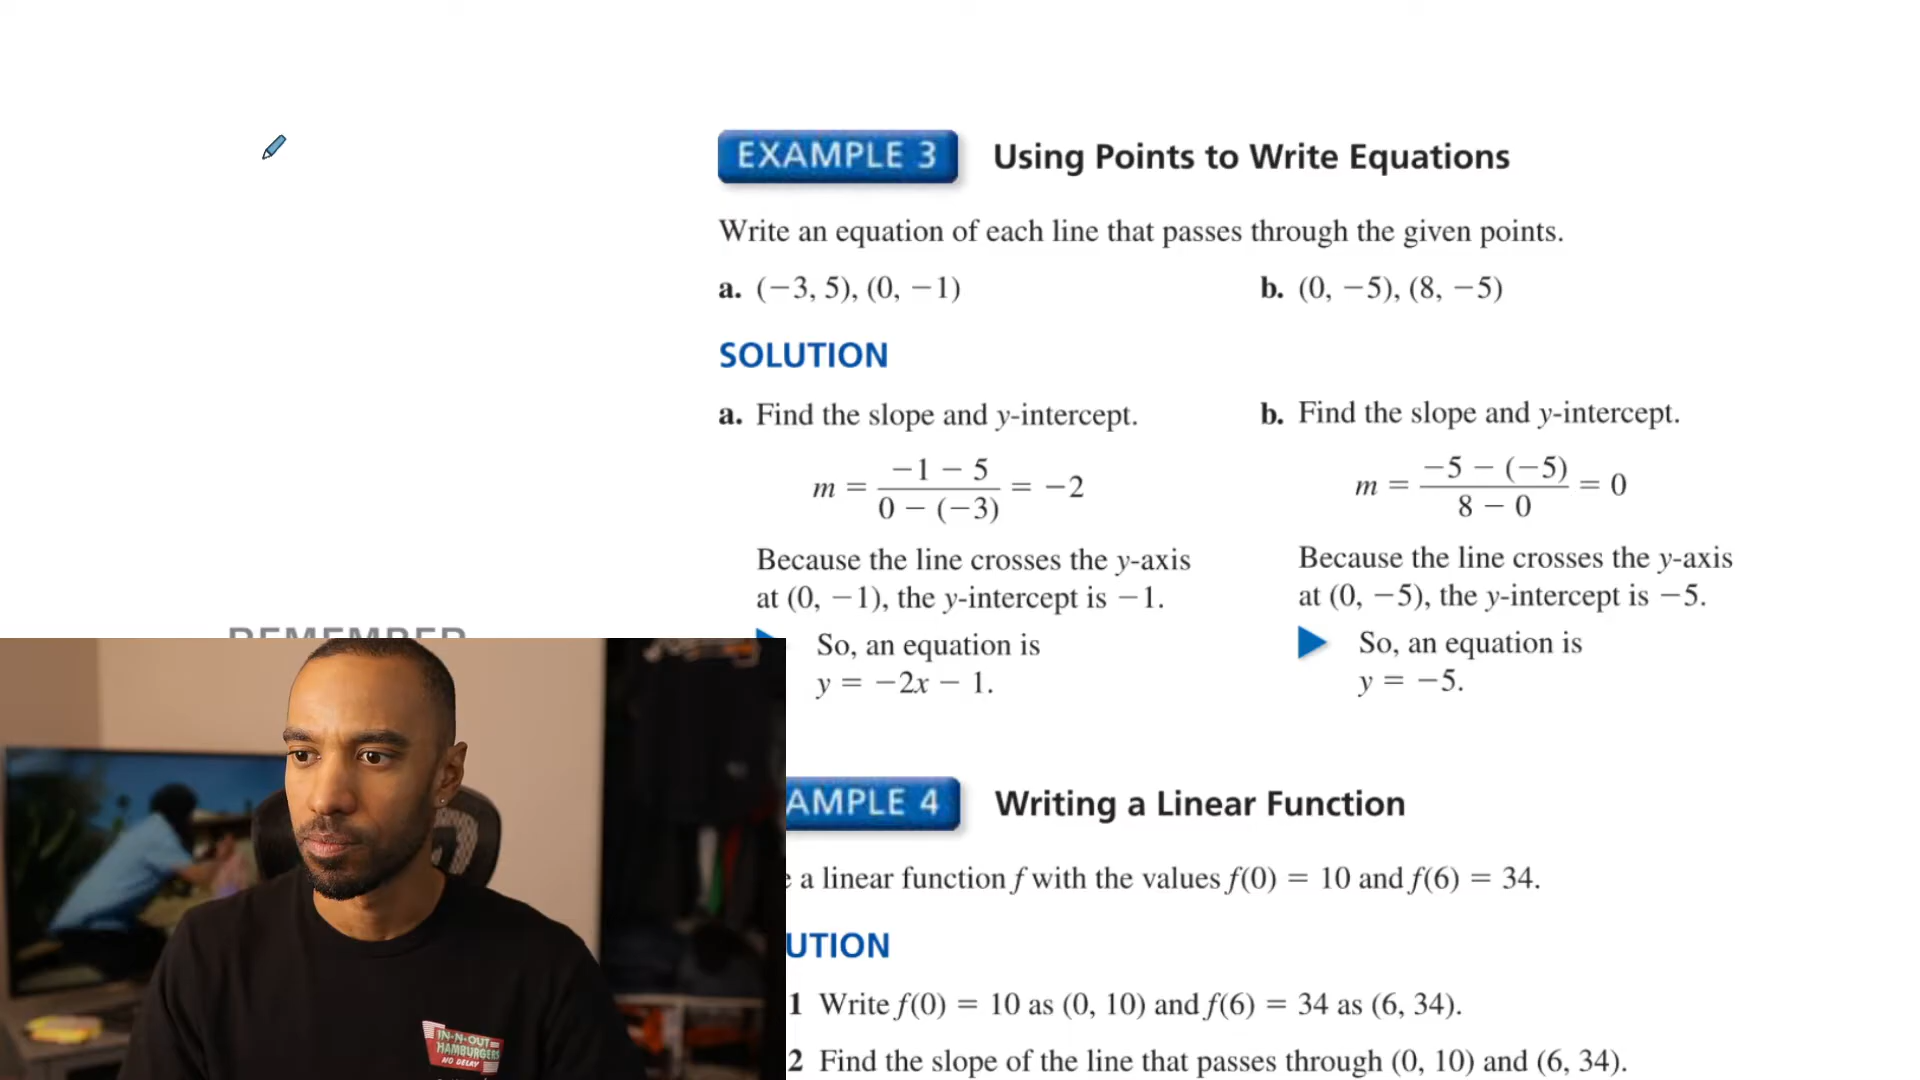 EXAMPLE 3 Using Points to Write Equations
Write an equation of each line that passes through the given points.
a. (−3, 5), (0, −1) b. (0, −5), (8, −5)
SOLUTION
a. Find the slope and y-intercept.
m = −1 − 5 / 0 − (−3) = −2
Because the line crosses the y-axis
at (0, −1), the y-intercept is −1.
So, an equation is
y = −2x − 1.
b. Find the slope and y-intercept.
m = −5 − (−5) / 8 − 0 = 0
Because the line crosses the y-axis
at (0, −5), the y-intercept is −5.
So, an equation is
y = −5.
REMEMBER
AMPLE 4 Writing a Linear Function
a linear function f with the values f(0) = 10 and f(6) = 34.
UTION
1 Write f(0) = 10 as (0, 10) and f(6) = 34 as (6, 34).
2 Find the slope of the line that passes through (0, 10) and (6, 34).
IN-N-OUT
HAMBURGERS
NO DELAY